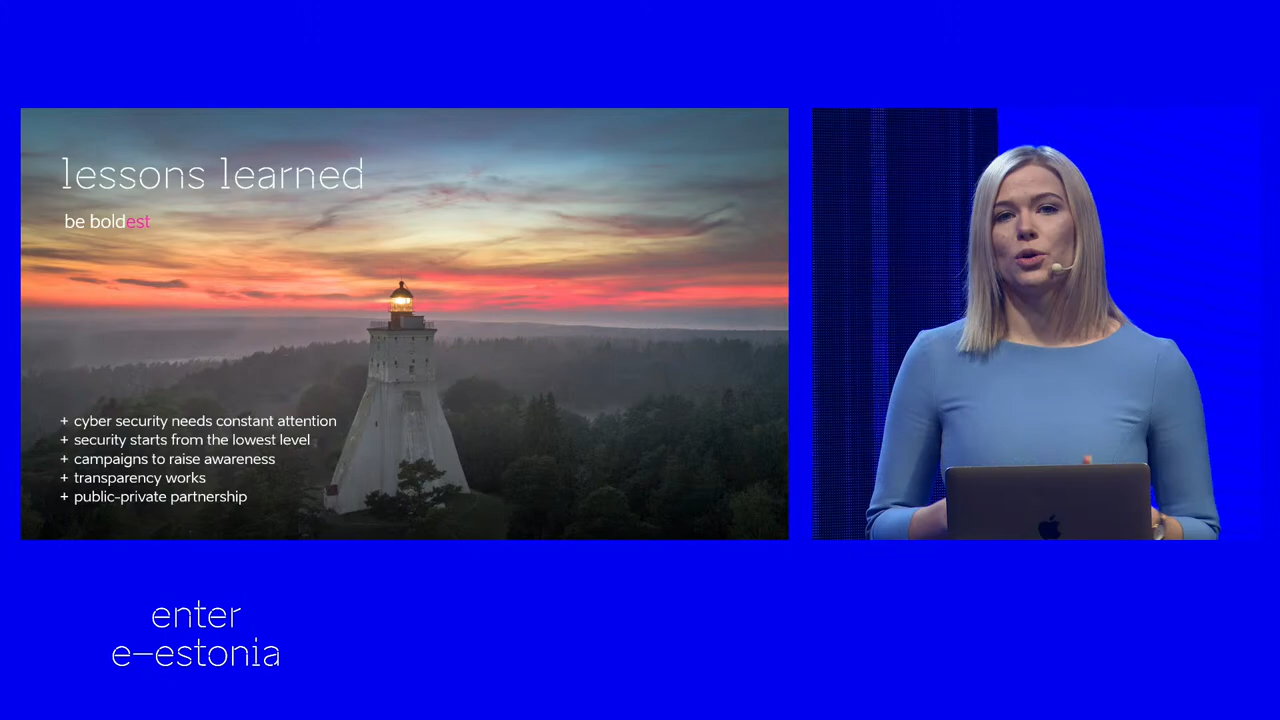 lessons learned
be boldest
+ cyber security needs constant attention
+ security starts from the lowest level
+ campaigns to raise awareness
+ transparency works
+ public-private partnership
enter
e-estonia